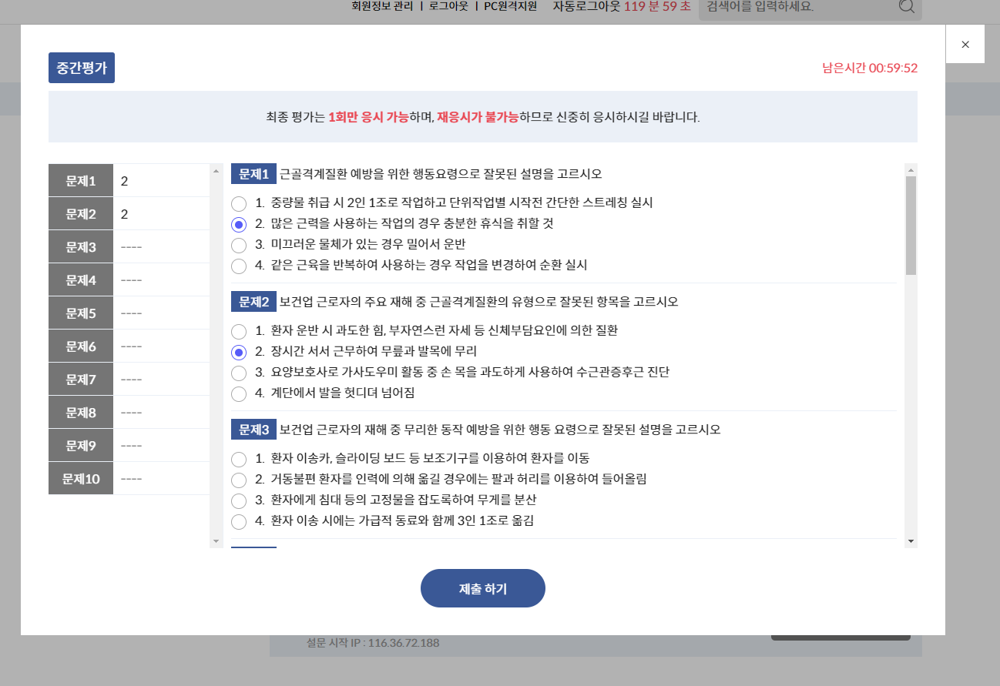 회원정보 관리 | 로그아웃 | PC원격지원 자동로그아웃 119 분 59 초 검색어를 입력하세요.
×
중간평가
남은시간 00:59:52
최종 평가는 1회만 응시 가능하며, 재응시가 불가능하므로 신중히 응시하시길 바랍니다.
문제1 2
문제2 2
문제3 ----
문제4 ----
문제5 ----
문제6 ----
문제7 ----
문제8 ----
문제9 ----
문제10 ----
문제1 근골격계질환 예방을 위한 행동요령으로 잘못된 설명을 고르시오
1. 중량물 취급 시 2인 1조로 작업하고 단위작업별 시작전 간단한 스트레칭 실시
2. 많은 근력을 사용하는 작업의 경우 충분한 휴식을 취할 것
3. 미끄러운 물체가 있는 경우 밀어서 운반
4. 같은 근육을 반복하여 사용하는 경우 작업을 변경하여 순환 실시
문제2 보건업 근로자의 주요 재해 중 근골격계질환의 유형으로 잘못된 항목을 고르시오
1. 환자 운반 시 과도한 힘, 부자연스런 자세 등 신체부담요인에 의한 질환
2. 장시간 서서 근무하여 무릎과 발목에 무리
3. 요양보호사로 가사도우미 활동 중 손 목을 과도하게 사용하여 수근관증후근 진단
4. 계단에서 발을 헛디뎌 넘어짐
문제3 보건업 근로자의 재해 중 무리한 동작 예방을 위한 행동 요령으로 잘못된 설명을 고르시오
1. 환자 이송카, 슬라이딩 보드 등 보조기구를 이용하여 환자를 이동
2. 거동불편 환자를 인력에 의해 옮길 경우에는 팔과 허리를 이용하여 들어올림
3. 환자에게 침대 등의 고정물을 잡도록하여 무게를 분산
4. 환자 이송 시에는 가급적 동료와 함께 3인 1조로 옮김
제출 하기
설문 시작 IP : 116.36.72.188